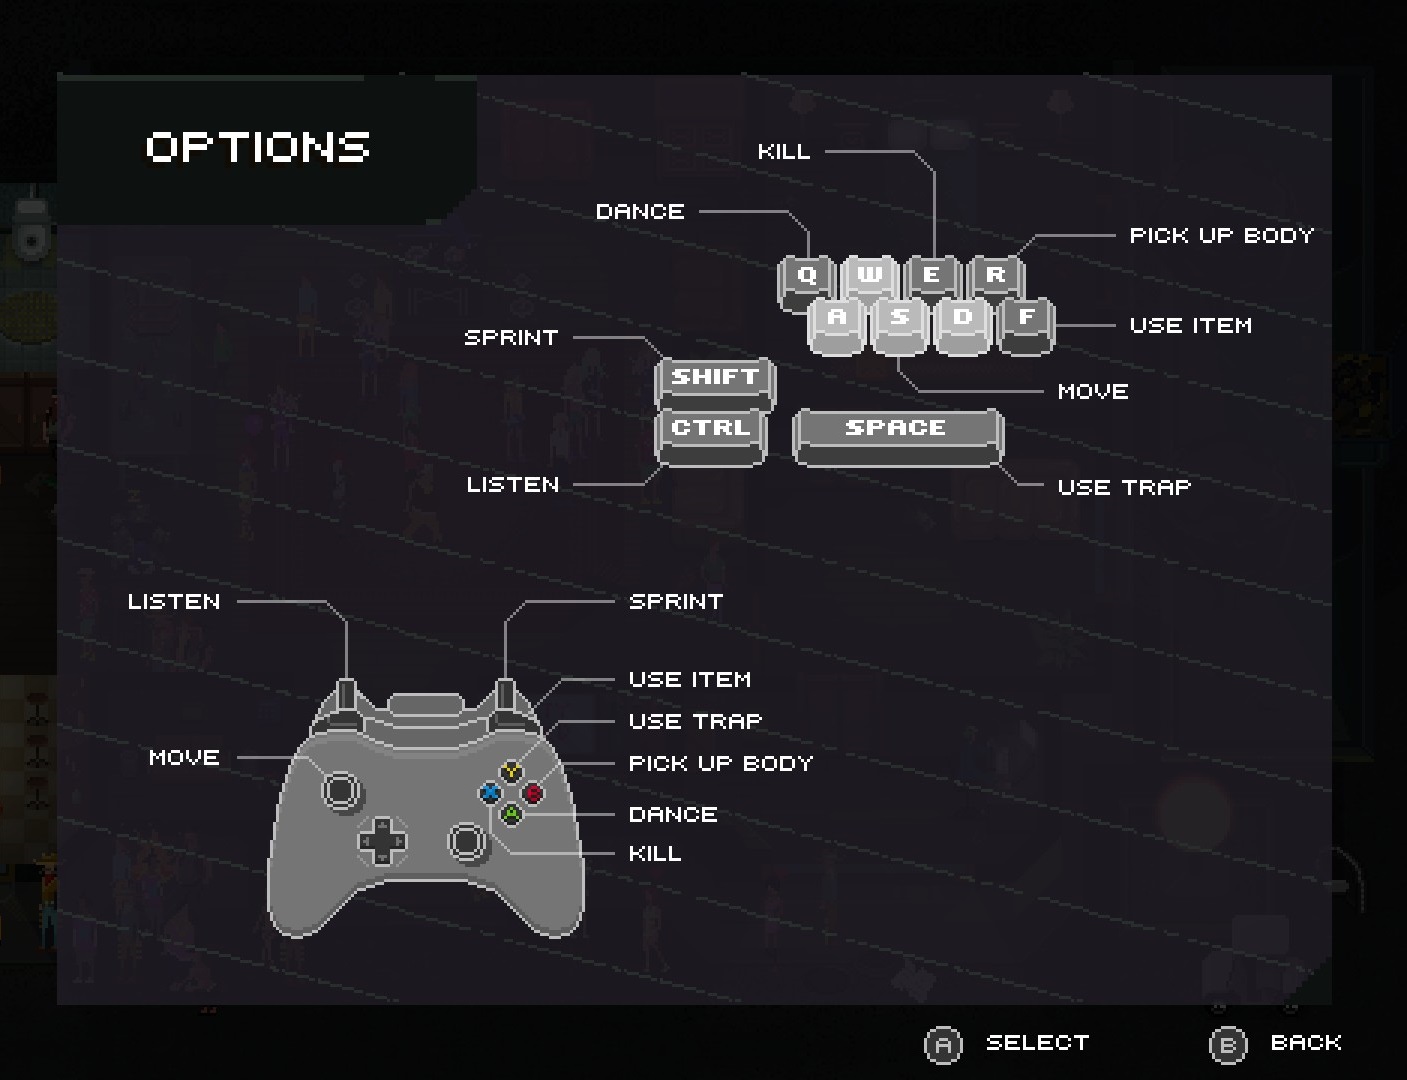 OPTIONS
KILL
DANCE
PICK UP BODY
Q W E R
A S D F
USE ITEM
SPRINT
SHIFT
MOVE
CTRL SPACE
LISTEN
USE TRAP
LISTEN
SPRINT
USE ITEM
USE TRAP
MOVE
PICK UP BODY
Y
X B
A
DANCE
KILL
A SELECT
B BACK